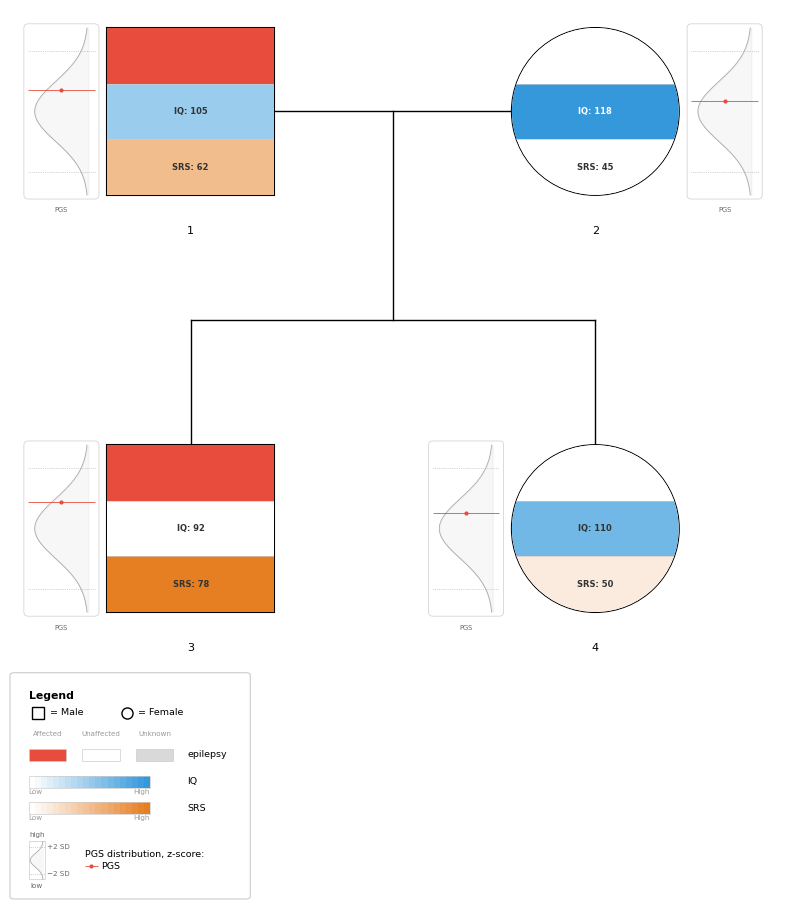 IQ: 105
SRS: 62
PGS
1
IQ: 118
SRS: 45
PGS
2
IQ: 92
SRS: 78
PGS
3
IQ: 110
SRS: 50
PGS
4
Legend
= Male = Female
Affected Unaffected Unknown
epilepsy
IQ
Low High
SRS
Low High
high
+2 SD
−2 SD
low
PGS distribution, z-score:
PGS